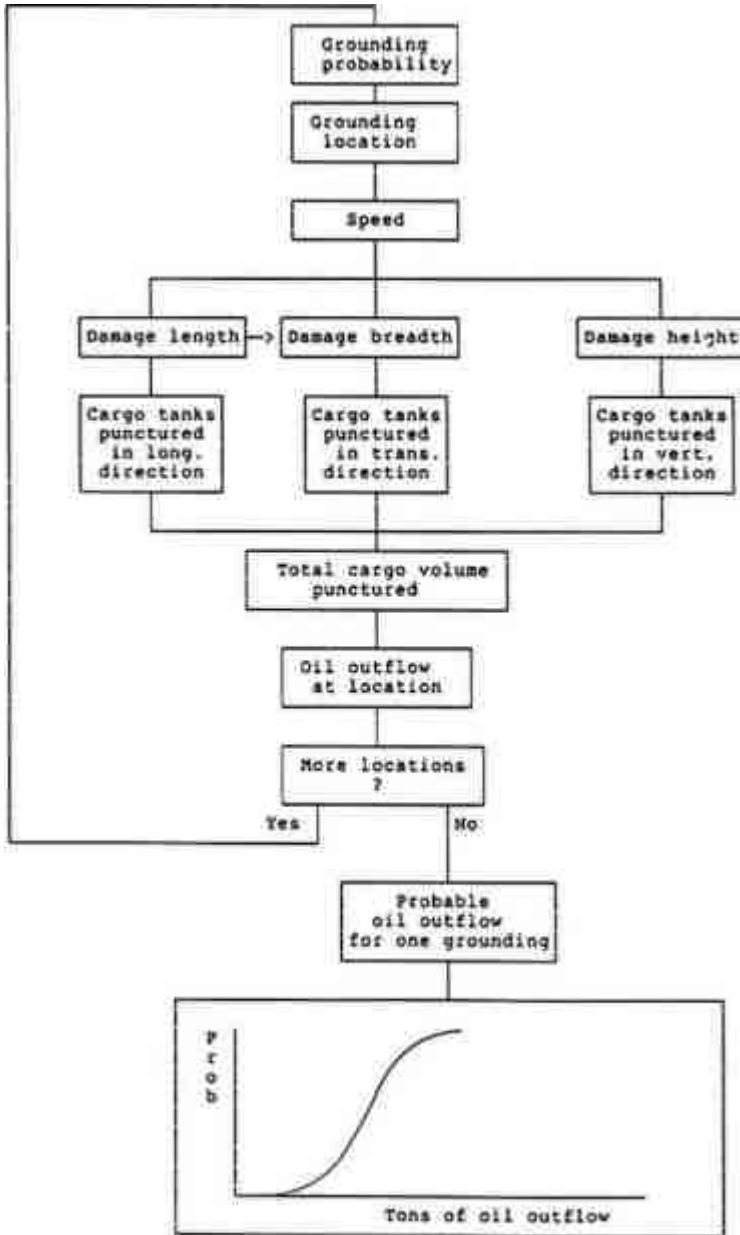 Grounding
probability
Grounding
location
Speed
Damage length
Damage breadth
Damage height
Cargo tanks
punctured
in long.
direction
Cargo tanks
punctured
in trans.
direction
Cargo tanks
punctured
in vert.
direction
Total cargo volume
punctured
Oil outflow
at location
More locations
?
Yes
No
Probable
oil outflow
for one grounding
Prob
Tons of oil outflow